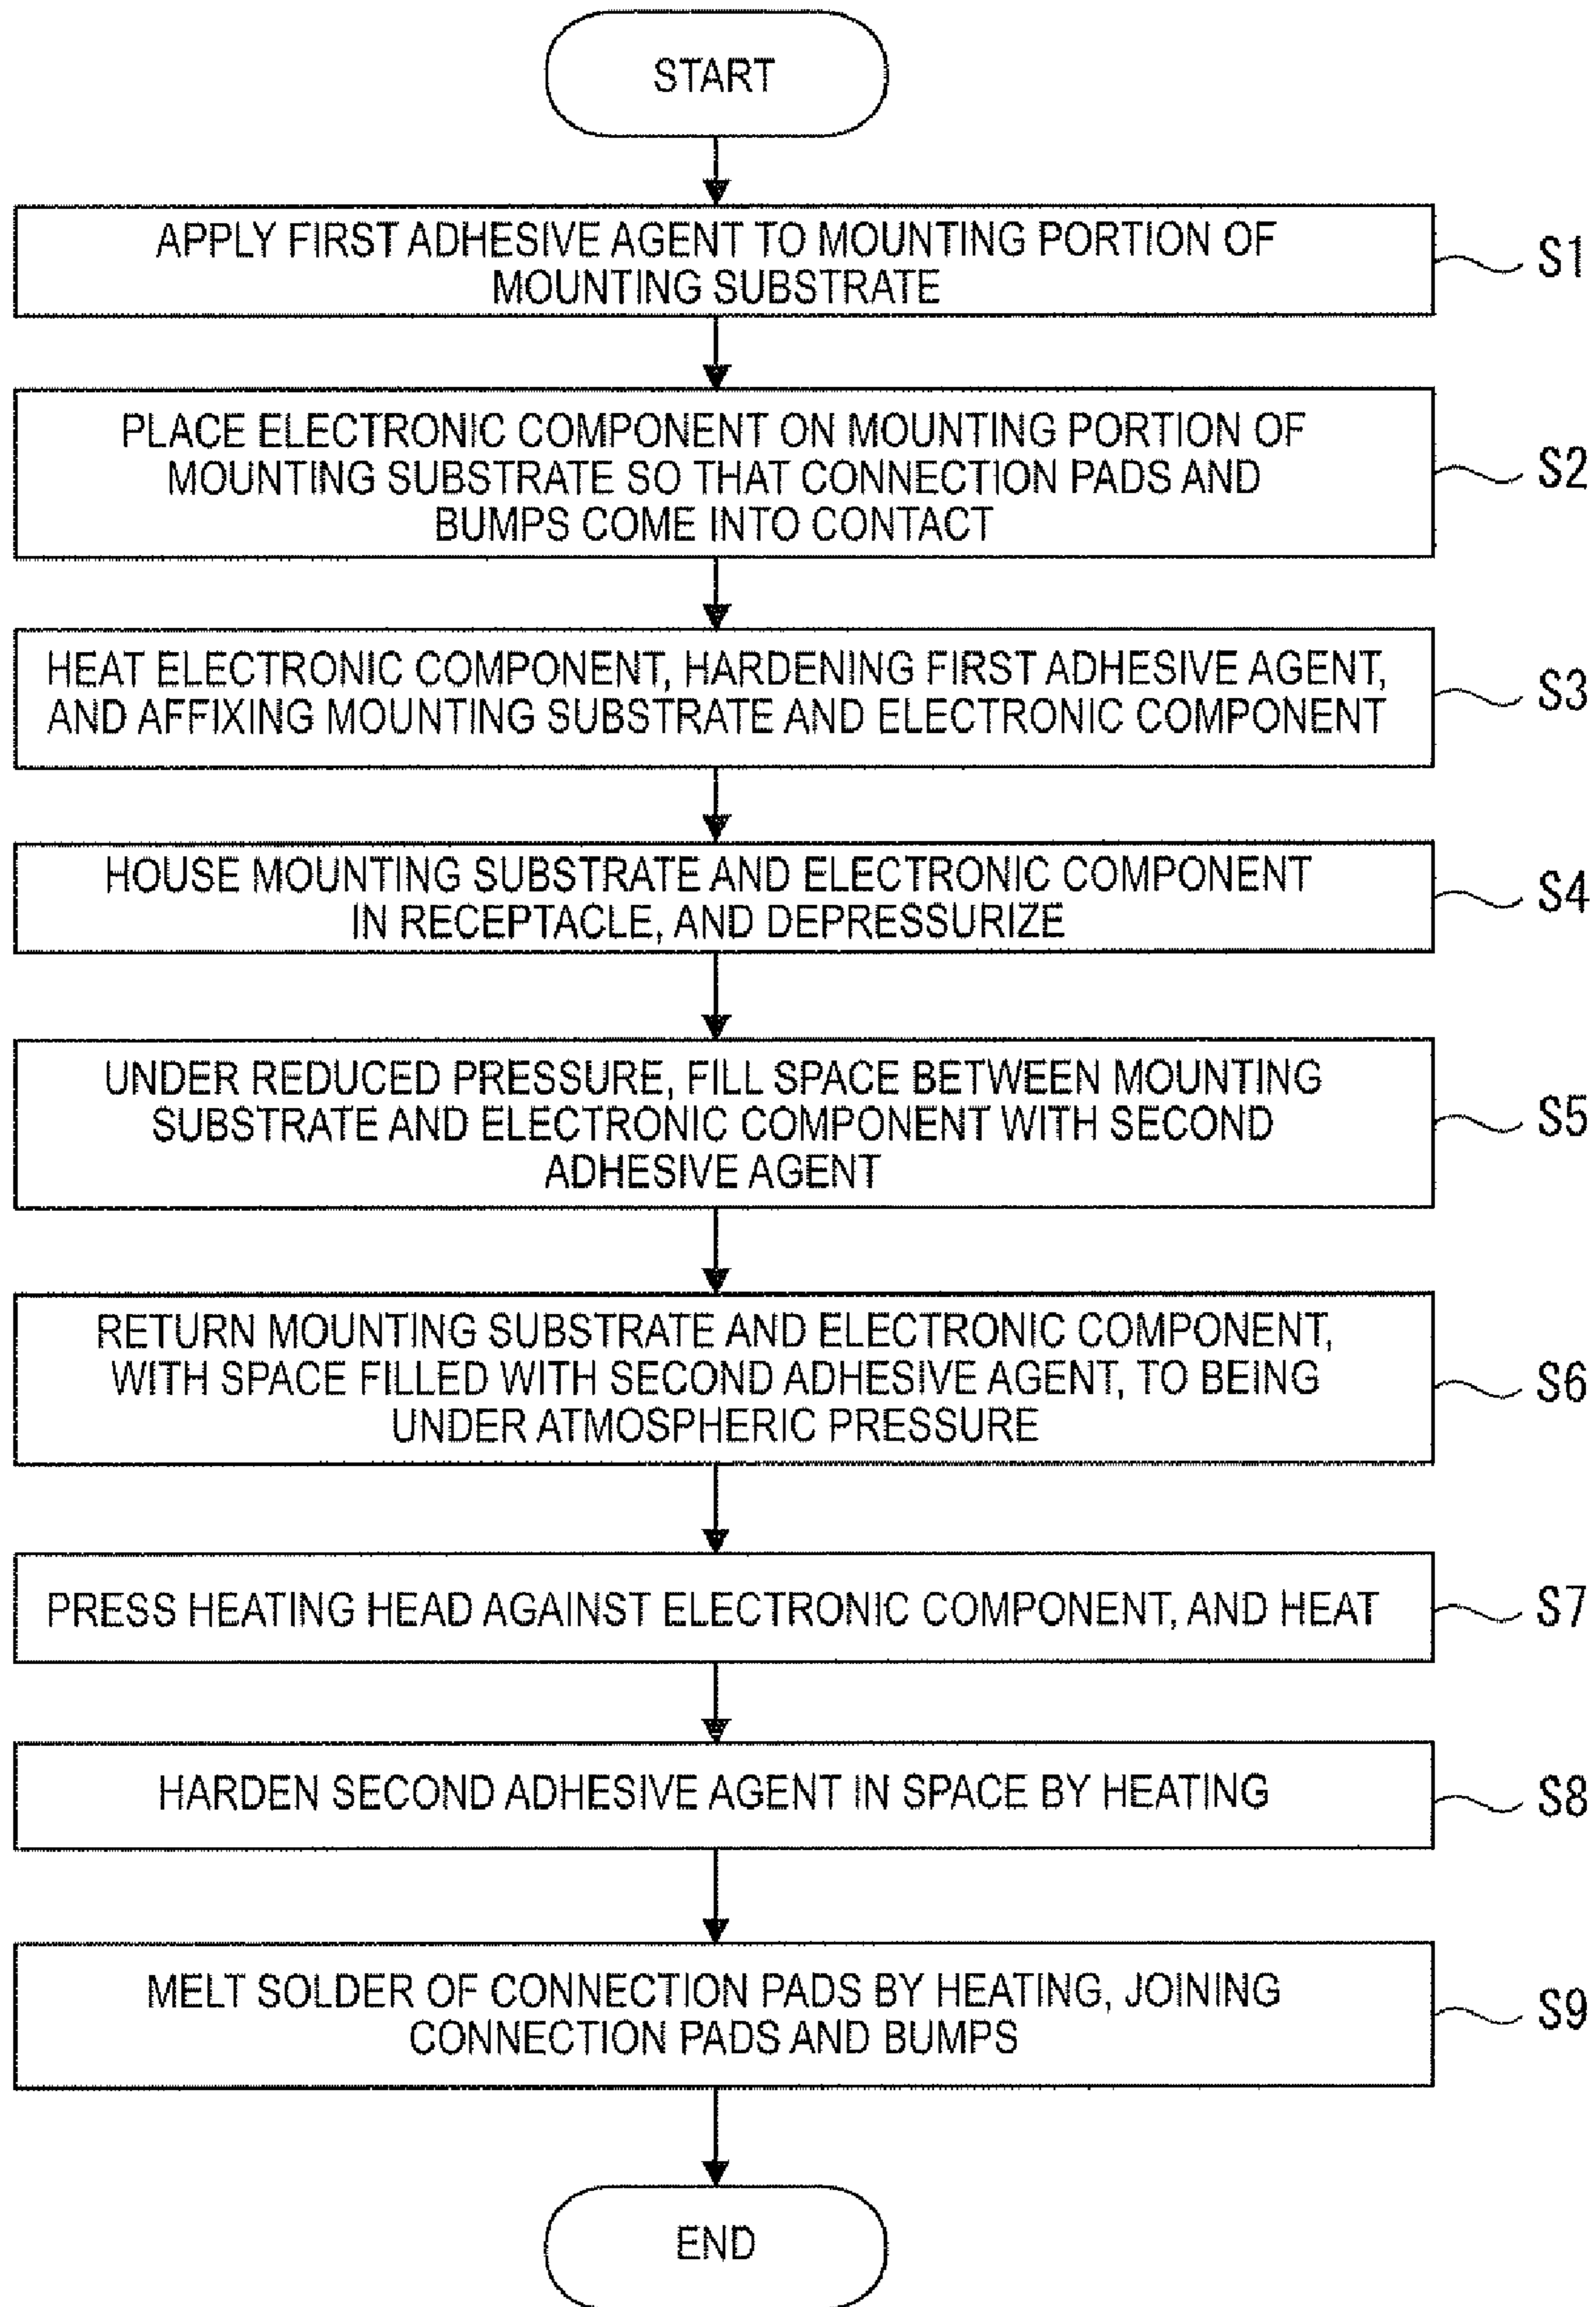 START
APPLY FIRST ADHESIVE AGENT TO MOUNTING PORTION OF
MOUNTING SUBSTRATE
S1
PLACE ELECTRONIC COMPONENT ON MOUNTING PORTION OF
MOUNTING SUBSTRATE SO THAT CONNECTION PADS AND
BUMPS COME INTO CONTACT
S2
HEAT ELECTRONIC COMPONENT, HARDENING FIRST ADHESIVE AGENT,
AND AFFIXING MOUNTING SUBSTRATE AND ELECTRONIC COMPONENT
S3
HOUSE MOUNTING SUBSTRATE AND ELECTRONIC COMPONENT
IN RECEPTACLE, AND DEPRESSURIZE
S4
UNDER REDUCED PRESSURE, FILL SPACE BETWEEN MOUNTING
SUBSTRATE AND ELECTRONIC COMPONENT WITH SECOND
ADHESIVE AGENT
S5
RETURN MOUNTING SUBSTRATE AND ELECTRONIC COMPONENT,
WITH SPACE FILLED WITH SECOND ADHESIVE AGENT, TO BEING
UNDER ATMOSPHERIC PRESSURE
S6
PRESS HEATING HEAD AGAINST ELECTRONIC COMPONENT, AND HEAT
S7
HARDEN SECOND ADHESIVE AGENT IN SPACE BY HEATING
S8
MELT SOLDER OF CONNECTION PADS BY HEATING, JOINING
CONNECTION PADS AND BUMPS
S9
END